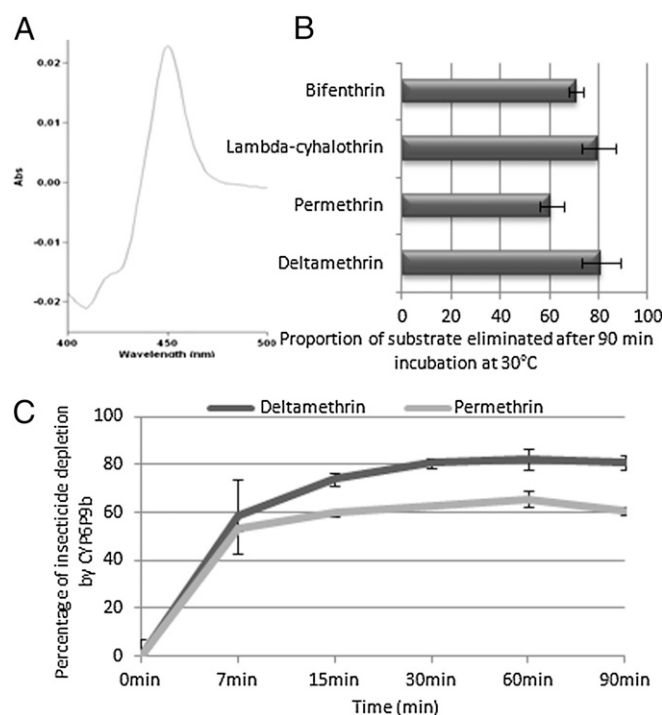 A
0.02
0.01
Abs
0.00
-0.01
-0.02
400
450
500
Wavelength (nm)
B
Bifenthrin
Lambda-cyhalothrin
Permethrin
Deltamethrin
0 20 40 60 80 100
Proportion of substrate eliminated after 90 min
incubation at 30°C
C
Deltamethrin Permethrin
Percentage of insecticide depletion
by CYP6P9b
100
80
60
40
20
0
0min 7min 15min 30min 60min 90min
Time (min)